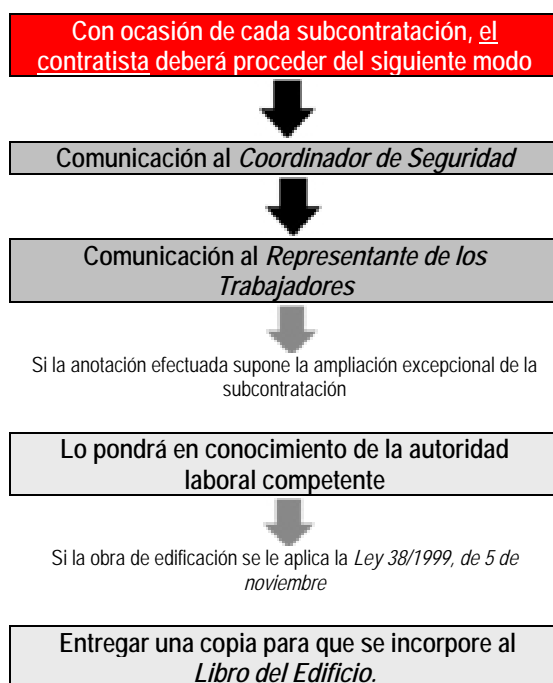 Con ocasión de cada subcontratación, el
contratista deberá proceder del siguiente modo
Comunicación al Coordinador de Seguridad
Comunicación al Representante de los
Trabajadores
Si la anotación efectuada supone la ampliación excepcional de la
subcontratación
Lo pondrá en conocimiento de la autoridad
laboral competente
Si la obra de edificación se le aplica la Ley 38/1999, de 5 de
noviembre
Entregar una copia para que se incorpore al
Libro del Edificio.